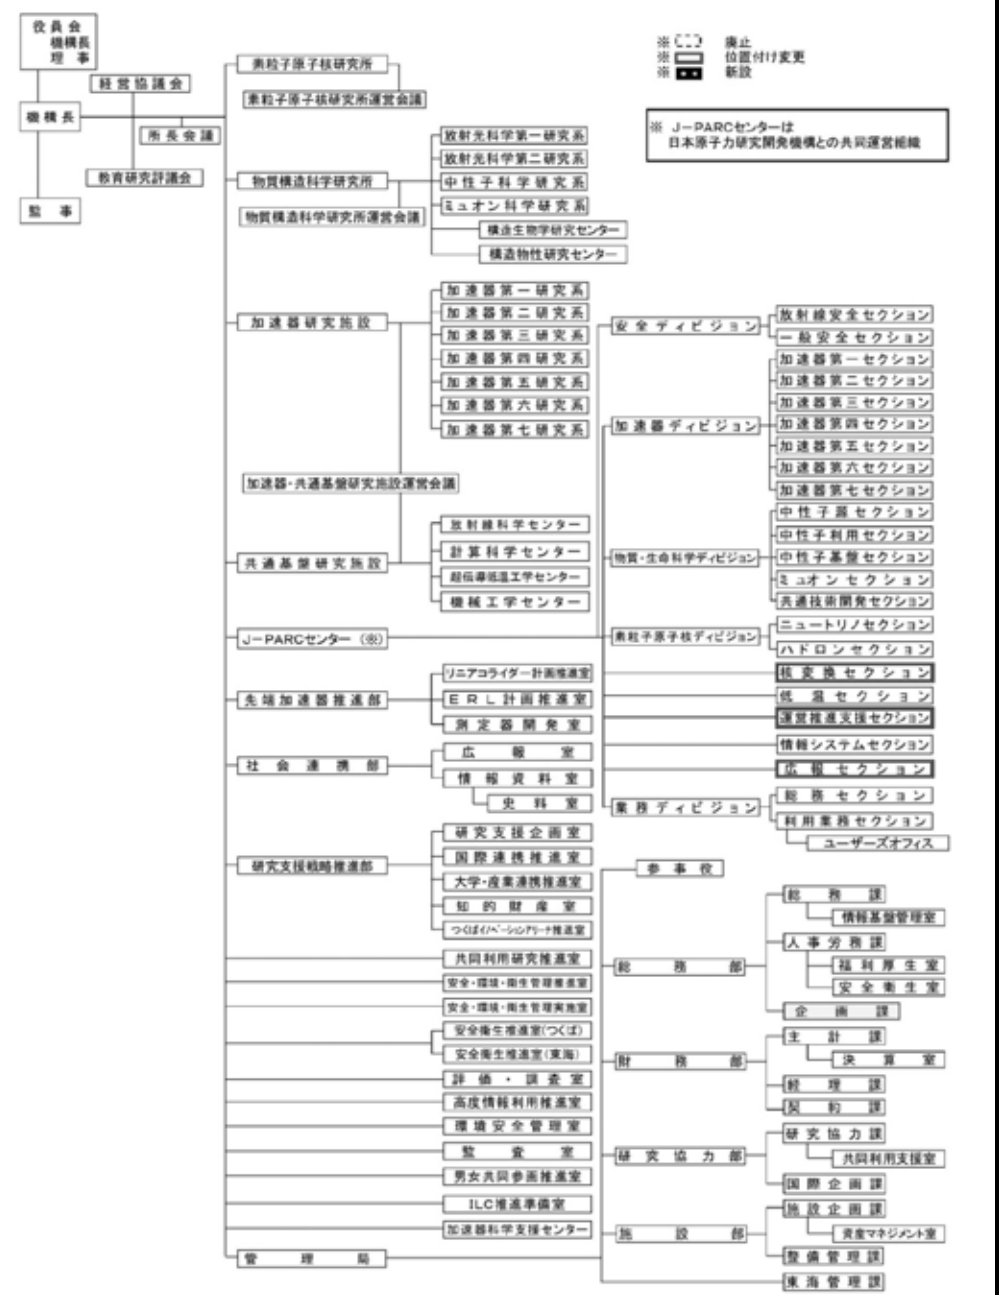 役員会
機構長
理事
経営協議会
機構長
所長会議
教育研究評議会
監事
※ 廃止
※ 位置付け変更
※ 新設
※ J－PARCセンターは
日本原子力研究開発機構との共同運営組織
素粒子原子核研究所
素粒子原子核研究所運営会議
物質構造科学研究所
物質構造科学研究所運営会議
放射光科学第一研究系
放射光科学第二研究系
中性子科学研究系
ミュオン科学研究系
構造生物学研究センター
構造物性研究センター
加速器研究施設
加速器第一研究系
加速器第二研究系
加速器第三研究系
加速器第四研究系
加速器第五研究系
加速器第六研究系
加速器第七研究系
加速器・共通基盤研究施設運営会議
共通基盤研究施設
放射線科学センター
計算科学センター
超伝導低温工学センター
機械工学センター
J－PARCセンター（※）
安全ディビジョン
放射線安全セクション
一般安全セクション
加速器ディビジョン
加速器第一セクション
加速器第二セクション
加速器第三セクション
加速器第四セクション
加速器第五セクション
加速器第六セクション
加速器第七セクション
物質・生命科学ディビジョン
中性子源セクション
中性子利用セクション
中性子基盤セクション
ミュオンセクション
共通技術開発セクション
素粒子原子核ディビジョン
ニュートリノセクション
ハドロンセクション
核変換セクション
低温セクション
運営推進支援セクション
情報システムセクション
広報セクション
業務ディビジョン
総務セクション
利用業務セクション
ユーザーズオフィス
先端加速器推進部
リニアコライダー計画推進室
ERL計画推進室
測定器開発室
社会連携部
広報室
情報資料室
史料室
研究支援戦略推進部
研究支援企画室
国際連携推進室
大学・産業連携推進室
知的財産室
つくばイノベーションアリーナ推進室
共同利用研究推進室
安全・環境・衛生管理推進室
安全・環境・衛生管理実施室
安全衛生推進室（つくば）
安全衛生推進室（東海）
評価・調査室
高度情報利用推進室
環境安全管理室
監査室
男女共同参画推進室
ILC推進準備室
加速器科学支援センター
管理局
参事役
総務部
総務課
情報基盤管理室
人事労務課
福利厚生室
安全衛生室
企画課
財務部
主計課
決算室
経理課
契約課
研究協力部
研究協力課
共同利用支援室
国際企画課
施設部
施設企画課
資産マネジメント室
整備管理課
東海管理課